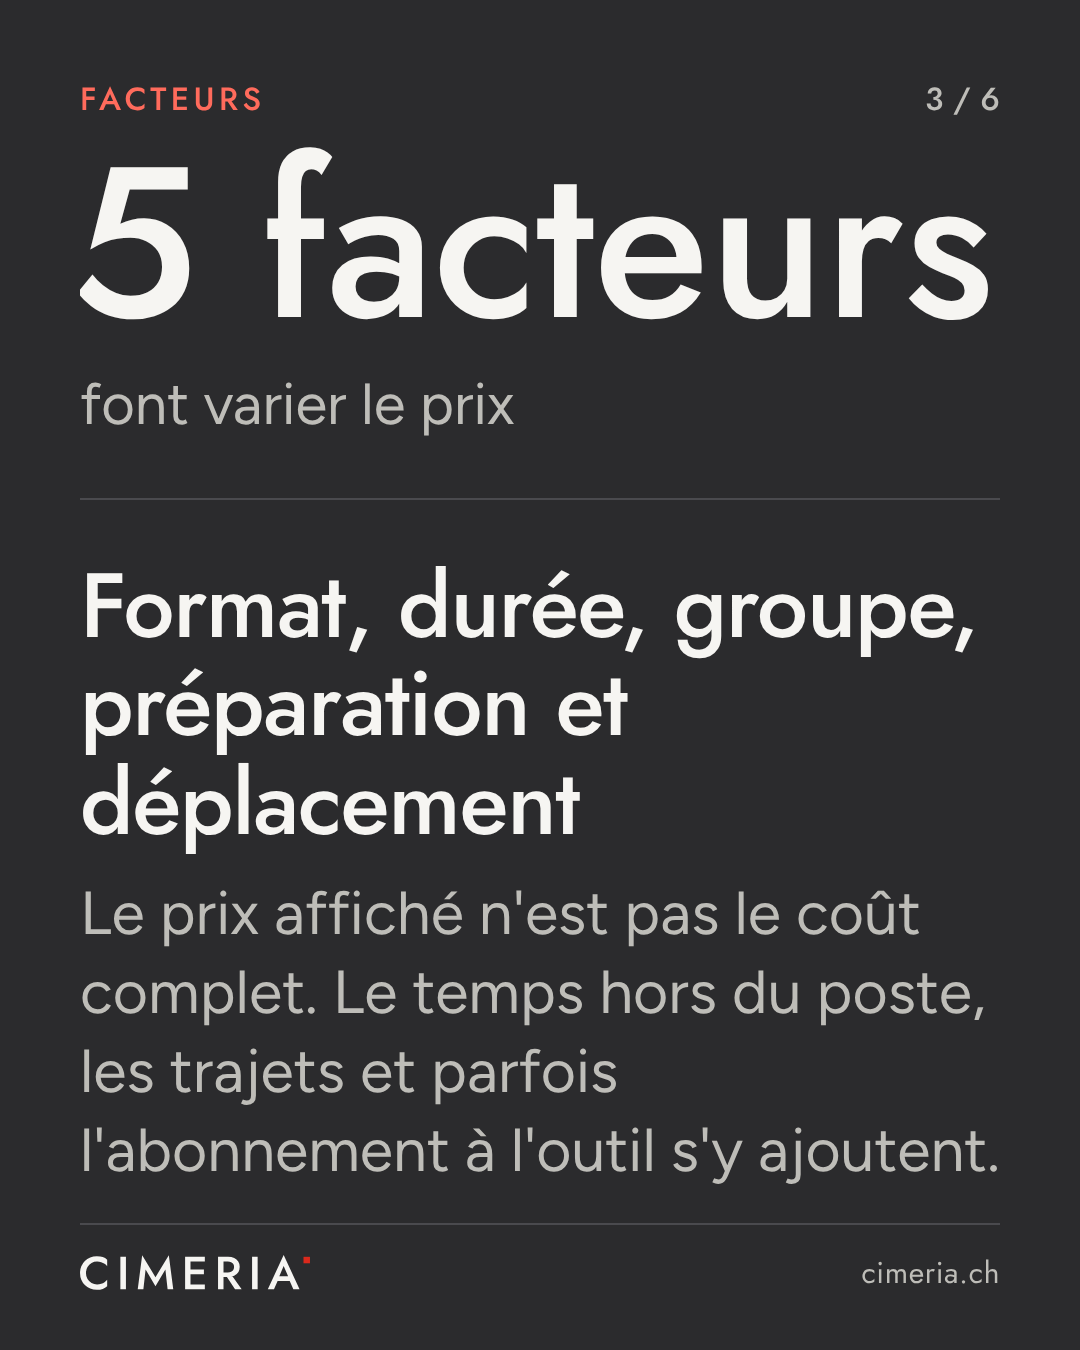 FACTEURS
3 / 6
5 facteurs
font varier le prix
Format, durée, groupe,
préparation et
déplacement
Le prix affiché n'est pas le coût
complet. Le temps hors du poste,
les trajets et parfois
l'abonnement à l'outil s'y ajoutent.
CIMERIA
cimeria.ch